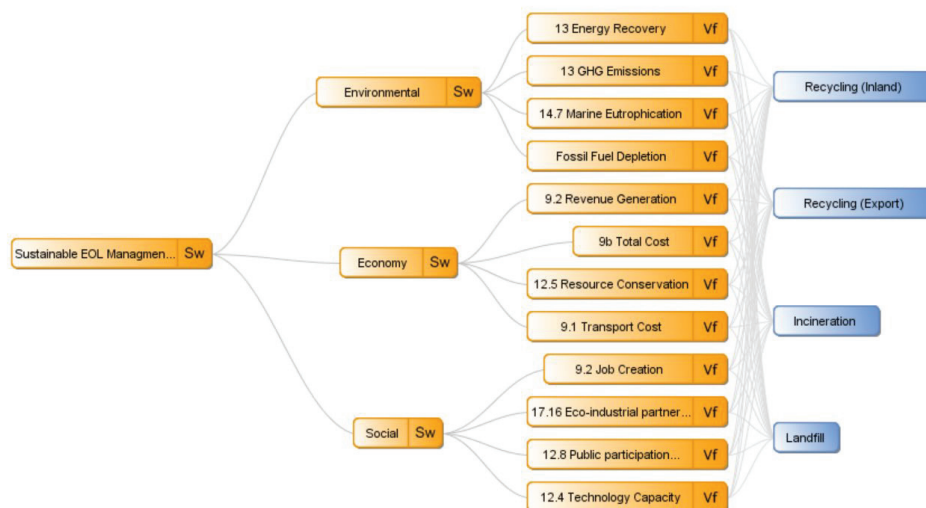 Sustainable EOL Managmen... Sw
Environmental Sw
Economy Sw
Social Sw
13 Energy Recovery Vf
13 GHG Emissions Vf
14.7 Marine Eutrophication Vf
Fossil Fuel Depletion Vf
9.2 Revenue Generation Vf
9b Total Cost Vf
12.5 Resource Conservation Vf
9.1 Transport Cost Vf
9.2 Job Creation Vf
17.16 Eco-industrial partner... Vf
12.8 Public participation... Vf
12.4 Technology Capacity Vf
Recycling (Inland)
Recycling (Export)
Incineration
Landfill